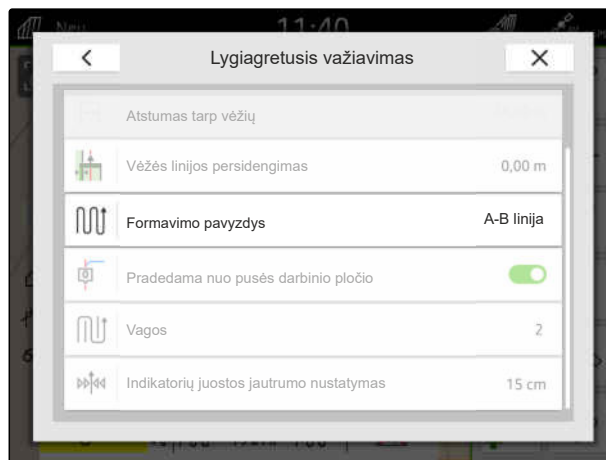 Neu
11:40
Lygiagretusis važiavimas
Atstumas tarp vėžių
Vėžės linijos persidengimas
0,00 m
Formavimo pavyzdys
A-B linija
Pradedama nuo pusės darbinio pločio
Vagos
2
Indikatorių juostos jautrumo nustatymas
15 cm